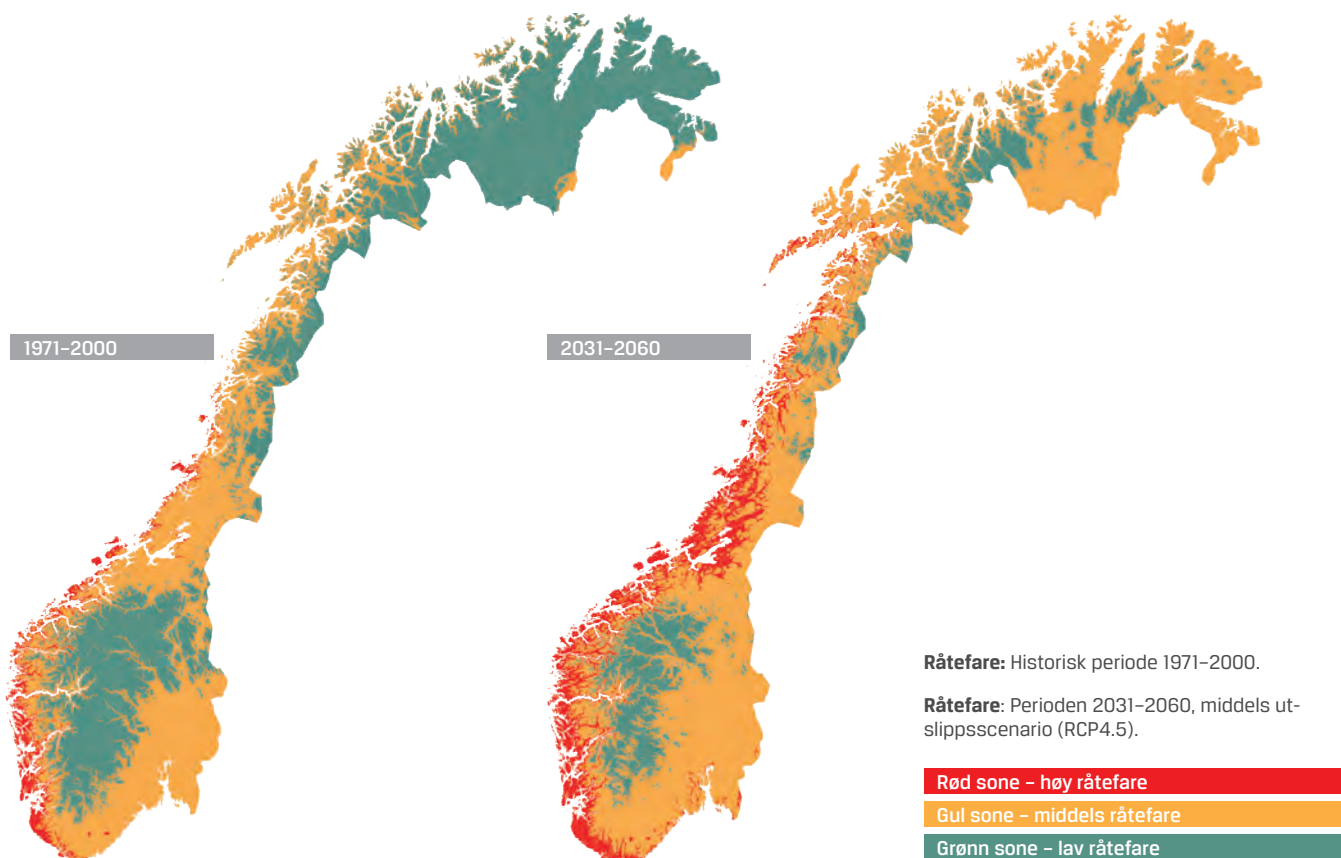 1971–2000
2031–2060
Råtefare: Historisk periode 1971–2000.
Råtefare: Perioden 2031–2060, middels ut-
slippsscenario (RCP4.5).
Rød sone – høy råtefare
Gul sone – middels råtefare
Grønn sone – lav råtefare